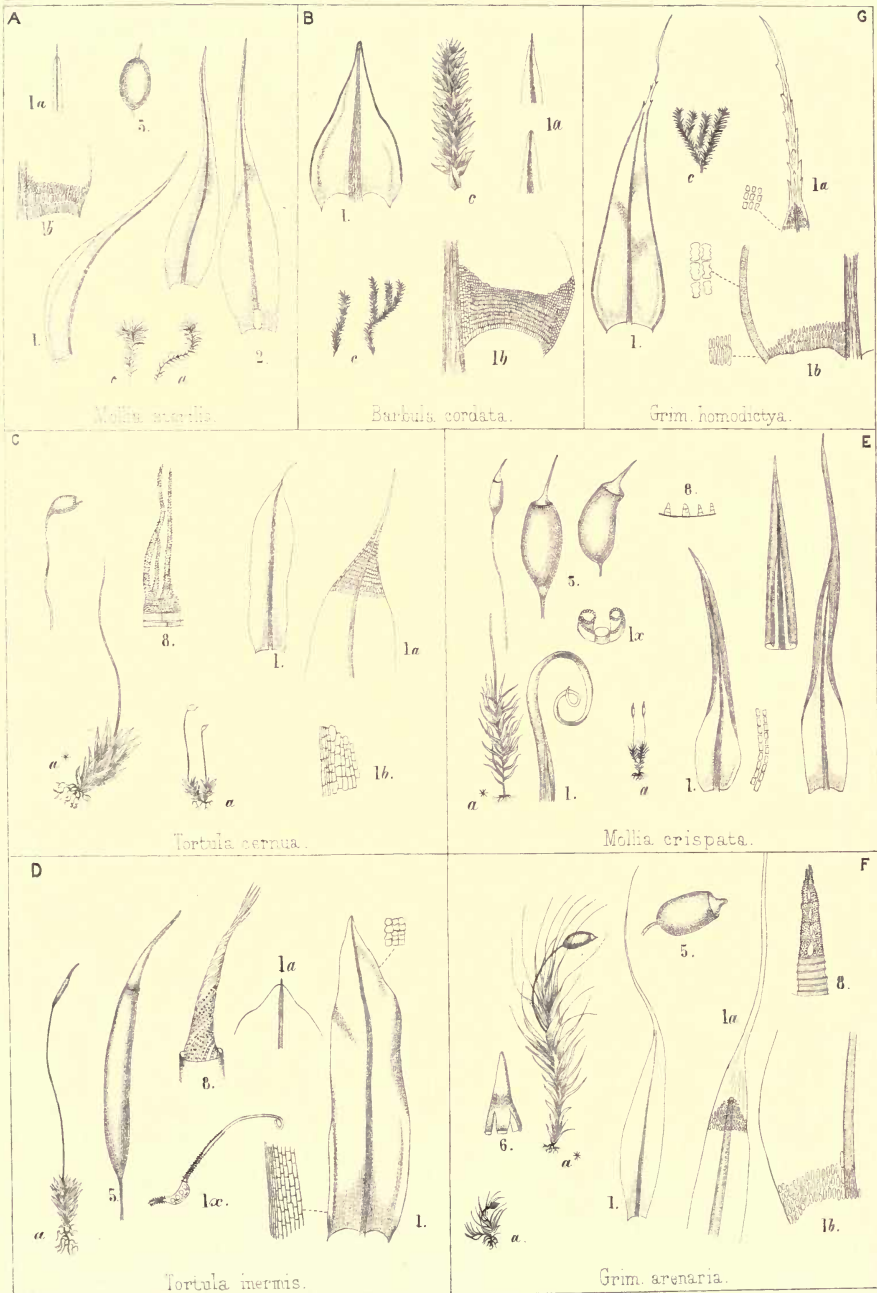 A
1a
5.
1b
1.
2.
c
a
Mollia sterilis.
B
1.
c
1a
c
1b
Barbula cordata.
G
c
1a
1.
1b
Grim. homodictya.
C
8.
1.
1a
a*
a
1b.
Tortula cernua.
E
8.
5.
1x
a*
1.
a
1.
Mollia crispata.
D
1a
8.
5.
1x.
a
1.
Tortula inermis.
F
5.
8.
1a
6.
a*
1.
1b.
a.
Grim. arenaria.